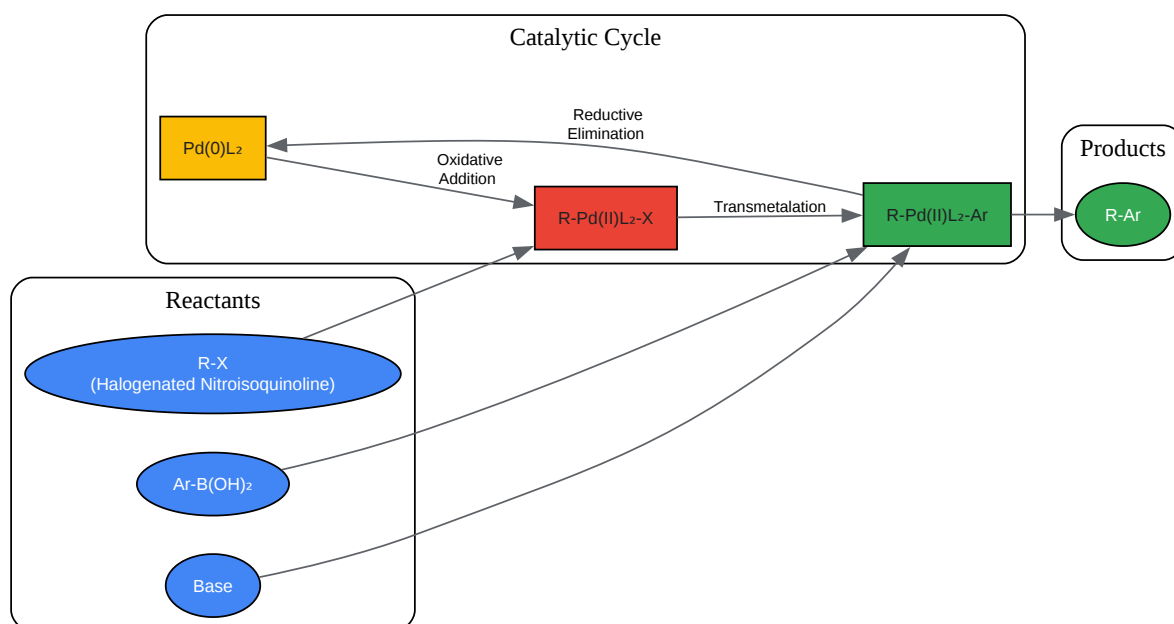 Catalytic Cycle
Reductive
Elimination
Pd(0)L₂
Oxidative
Addition
R-Pd(II)L₂-X
Transmetalation
R-Pd(II)L₂-Ar
Products
R-Ar
Reactants
R-X
(Halogenated Nitroisoquinoline)
Ar-B(OH)₂
Base